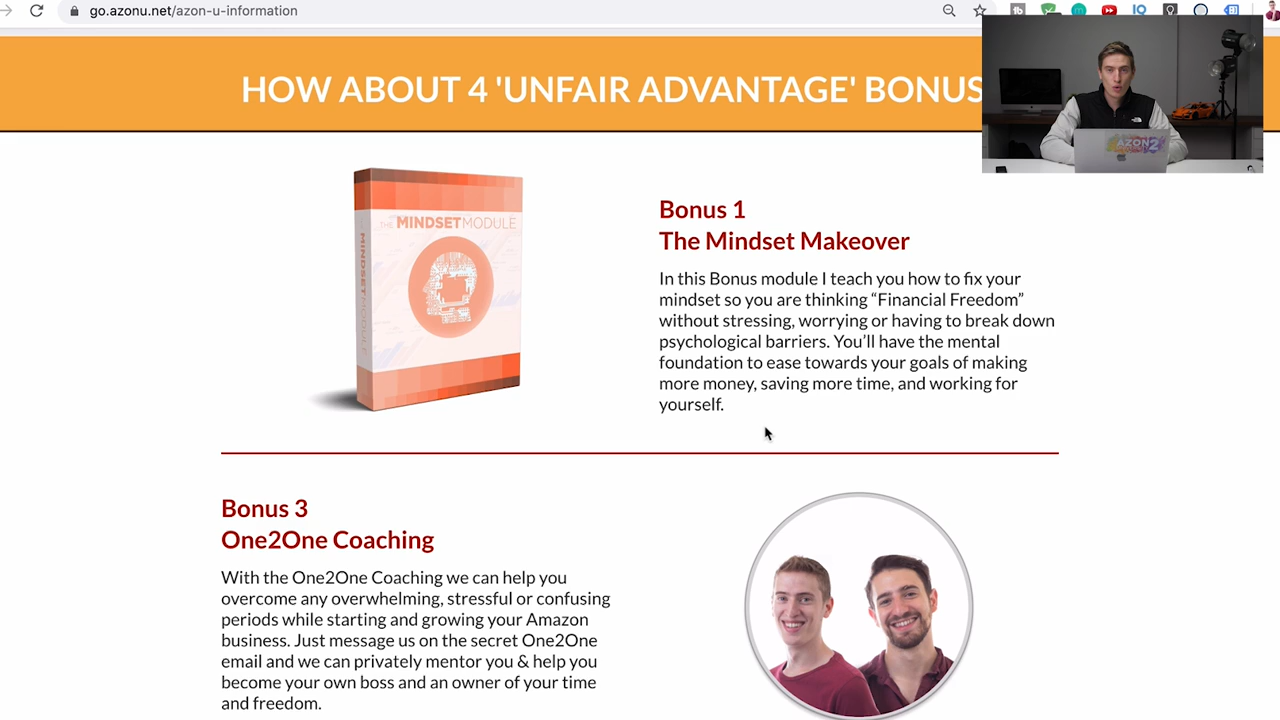 go.azonu.net/azon-u-information
HOW ABOUT 4 'UNFAIR ADVANTAGE' BONUS
AZON2
THE MINDSETMODULE
MINDSETMODULE
Bonus 1
The Mindset Makeover
In this Bonus module I teach you how to fix your
mindset so you are thinking “Financial Freedom”
without stressing, worrying or having to break down
psychological barriers. You’ll have the mental
foundation to ease towards your goals of making
more money, saving more time, and working for
yourself.
Bonus 3
One2One Coaching
With the One2One Coaching we can help you
overcome any overwhelming, stressful or confusing
periods while starting and growing your Amazon
business. Just message us on the secret One2One
email and we can privately mentor you & help you
become your own boss and an owner of your time
and freedom.